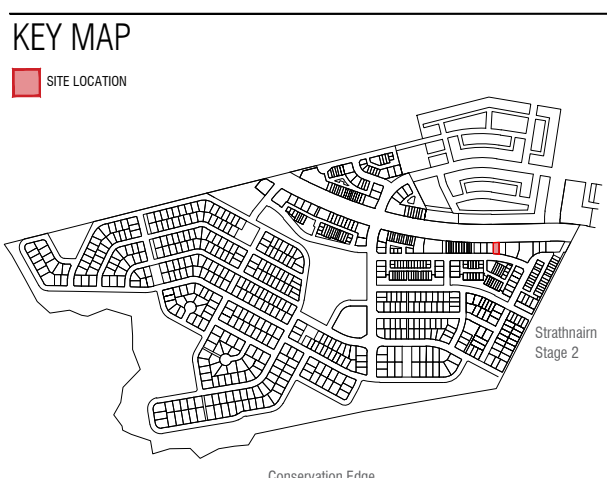 KEY MAP
SITE LOCATION
Strathnairn
Stage 2
Conservation Edge